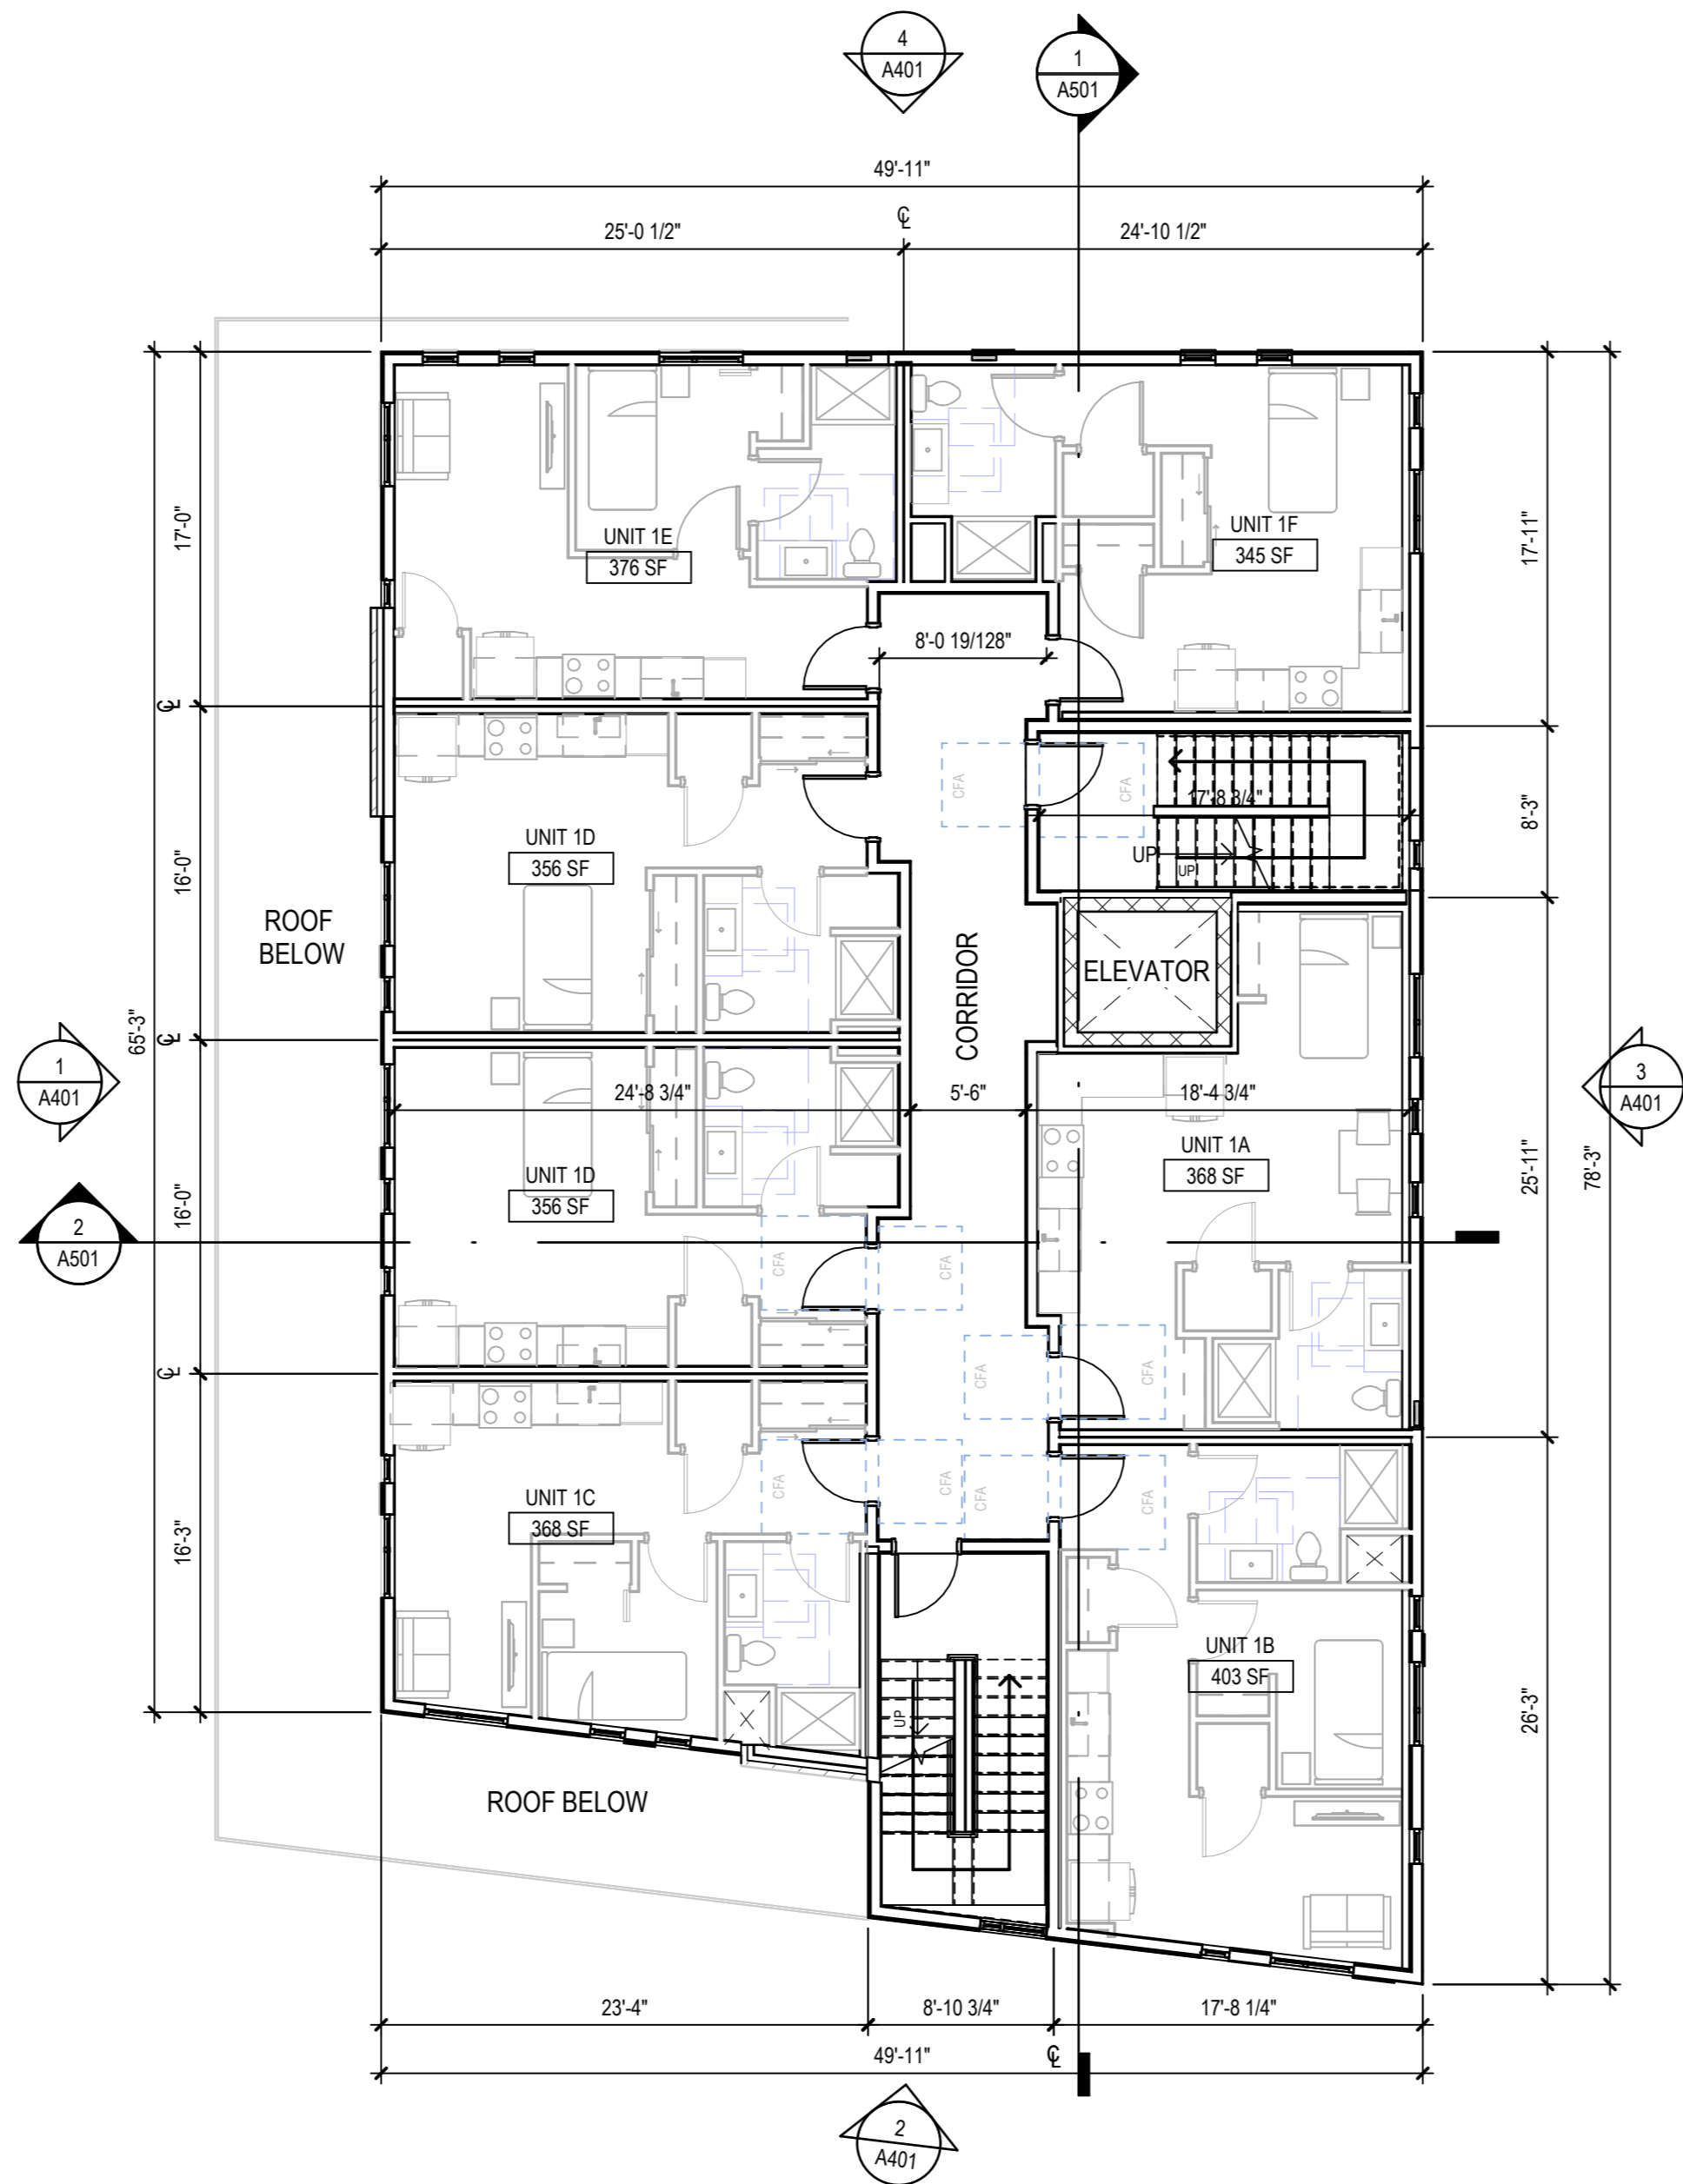 4
A401
1
A501
49'-11"
℄
25'-0 1/2"
24'-10 1/2"
UNIT 1E
376 SF
UNIT 1F
345 SF
17'-0"
17'-11"
8'-0 19/128"
℄
CFA
CFA
17'-8 3/4"
UP
UP
8'-3"
UNIT 1D
356 SF
16'-0"
ROOF
BELOW
CORRIDOR
ELEVATOR
65'-3"
℄
1
A401
3
A401
24'-8 3/4"
5'-6"
18'-4 3/4"
UNIT 1A
368 SF
UNIT 1D
356 SF
16'-0"
25'-11"
78'-3"
2
A501
CFA
CFA
℄
CFA
CFA
UNIT 1C
368 SF
CFA
CFA
CFA
CFA
16'-3"
UNIT 1B
403 SF
26'-3"
UP
ROOF BELOW
23'-4"
8'-10 3/4"
17'-8 1/4"
49'-11"
℄
2
A401